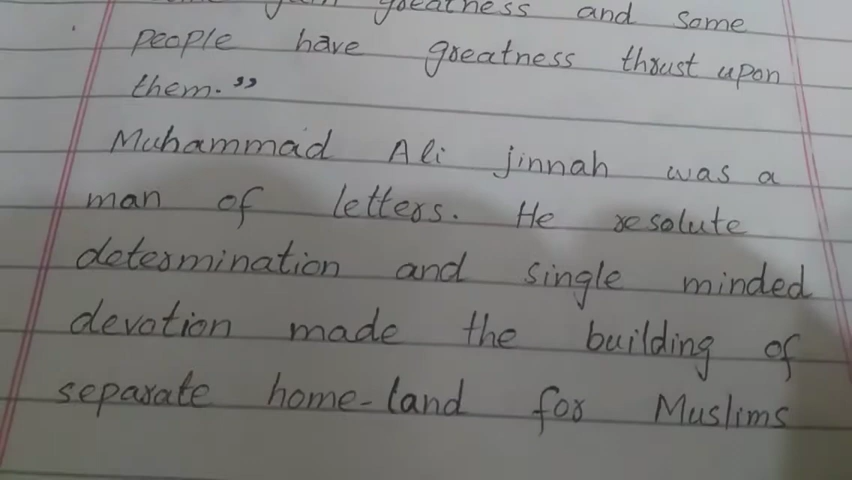 greatness and some
people have greatness thrust upon
them."
Muhammad Ali jinnah was a
man of letters. He resolute
determination and single minded
devotion made the building of
separate home-land for Muslims